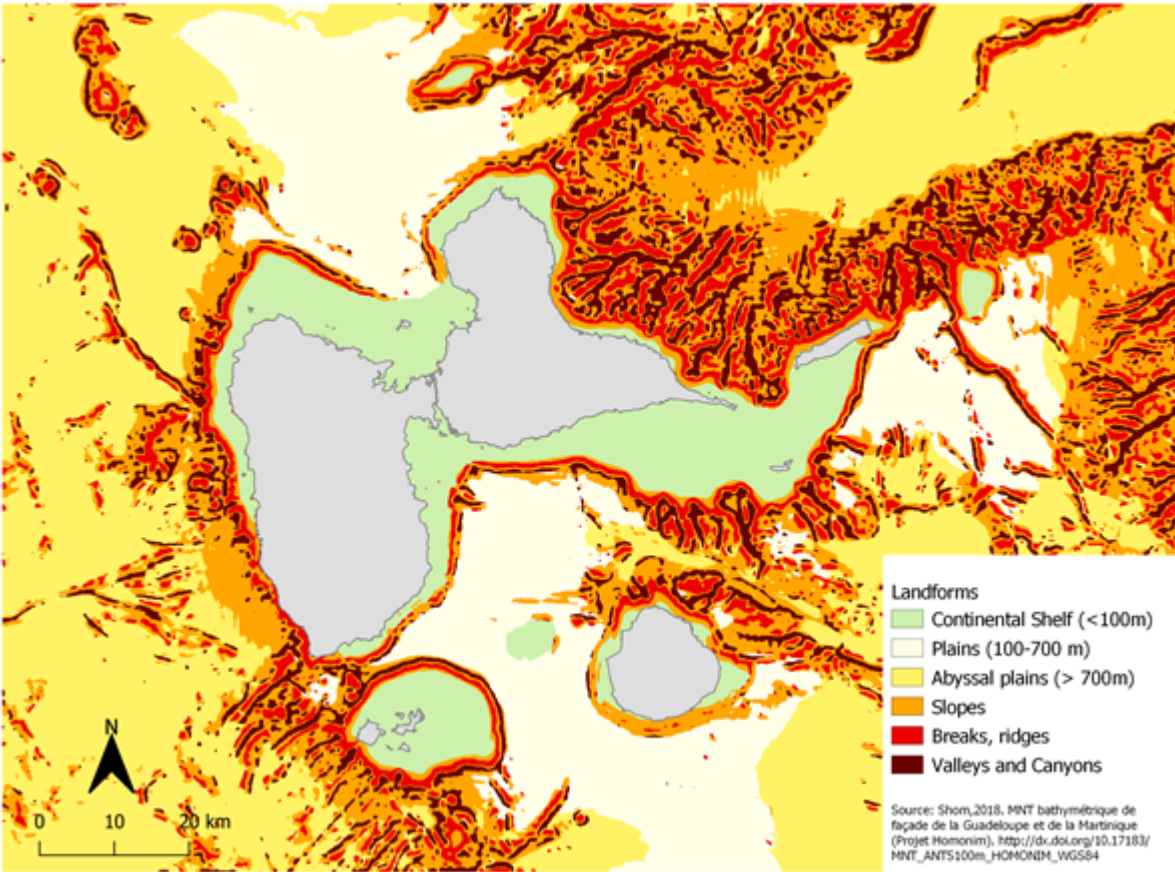 Landforms
Continental Shelf (<100m)
Plains (100-700 m)
Abyssal plains (> 700m)
Slopes
Breaks, ridges
Valleys and Canyons
N
0 10 20 km
Source: Shom,2018. MNT bathymétrique de
façade de la Guadeloupe et de la Martinique
(Projet Homonim). http://dx.doi.org/10.17183/
MNT_ANTS100m_HOMONIM_WGS84